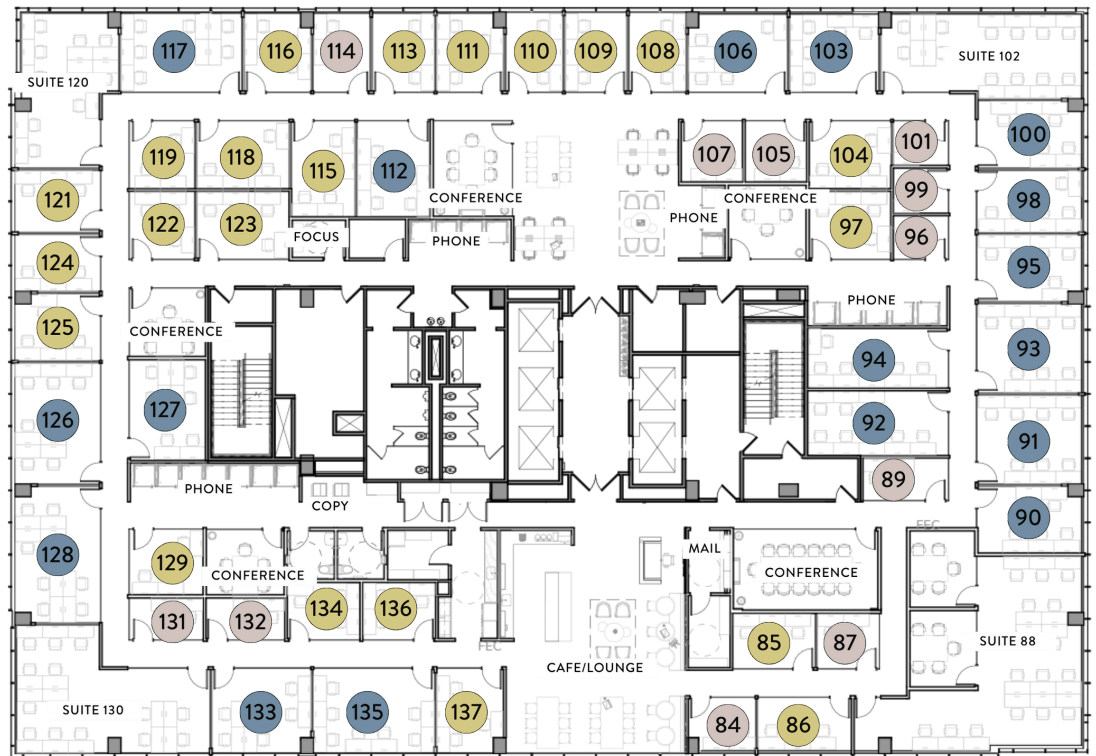 117
116
114
113
111
110
109
108
106
103
SUITE 120
SUITE 102
119
118
115
112
107
105
104
101
100
CONFERENCE
CONFERENCE
99
121
122
123
FOCUS
PHONE
PHONE
97
96
98
124
95
125
CONFERENCE
PHONE
94
93
126
127
92
91
PHONE
COPY
89
90
FEC
128
129
CONFERENCE
MAIL
CONFERENCE
131
132
134
136
FEC
85
87
SUITE 88
CAFE/LOUNGE
SUITE 130
133
135
137
84
86